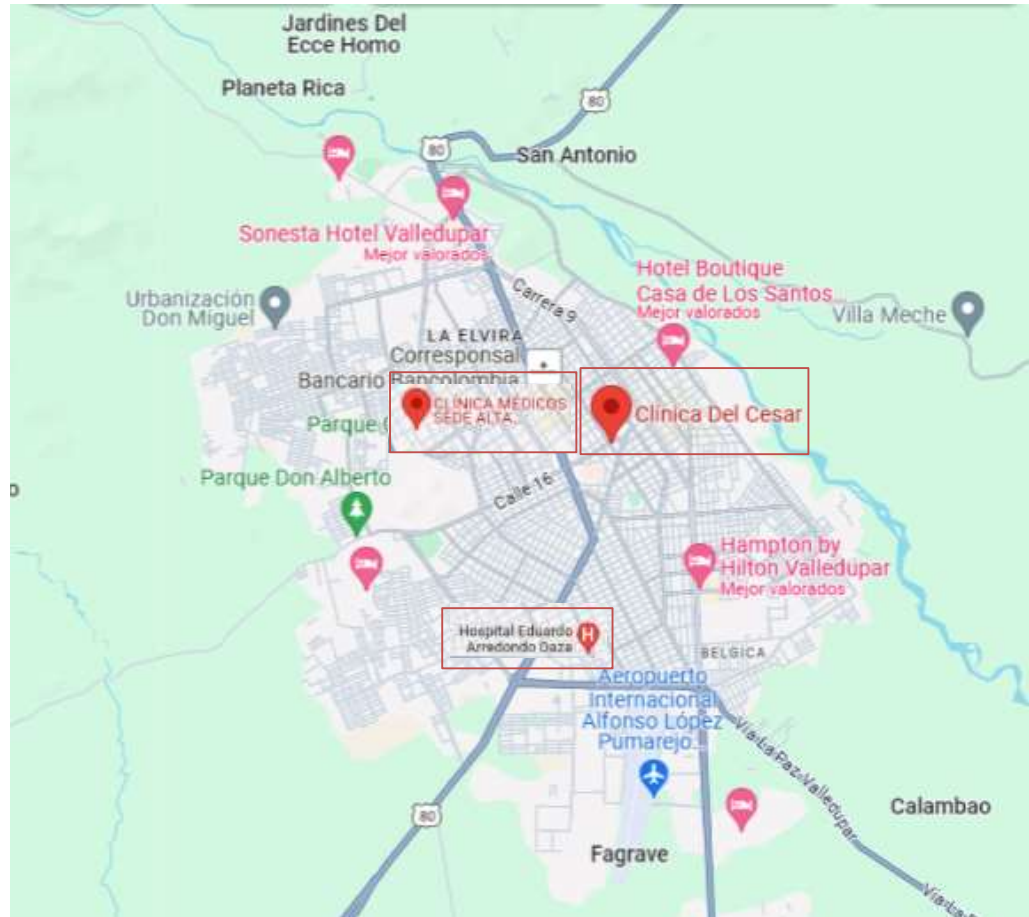 Jardines Del
Ecce Homo
Planeta Rica
80
80
San Antonio
Sonesta Hotel Valledupar
Mejor valorados
Hotel Boutique
Casa de Los Santos...
Mejor valorados
Urbanización
Don Miguel
Carrera 9
Villa Meche
LA ELVIRA
Corresponsal
Bancario Bancolombia
CLÍNICA MÉDICOS
SEDE ALTA...
Clínica Del Cesar
Parque
Parque Don Alberto
Calle 16
Hampton by
Hilton Valledupar
Mejor valorados
Hospital Eduardo
Arredondo Daza
H
BELGICA
Aeropuerto
Internacional
Alfonso López
Pumarejo...
Vía-La Paz-Valledupar
80
Calambao
Fagrave